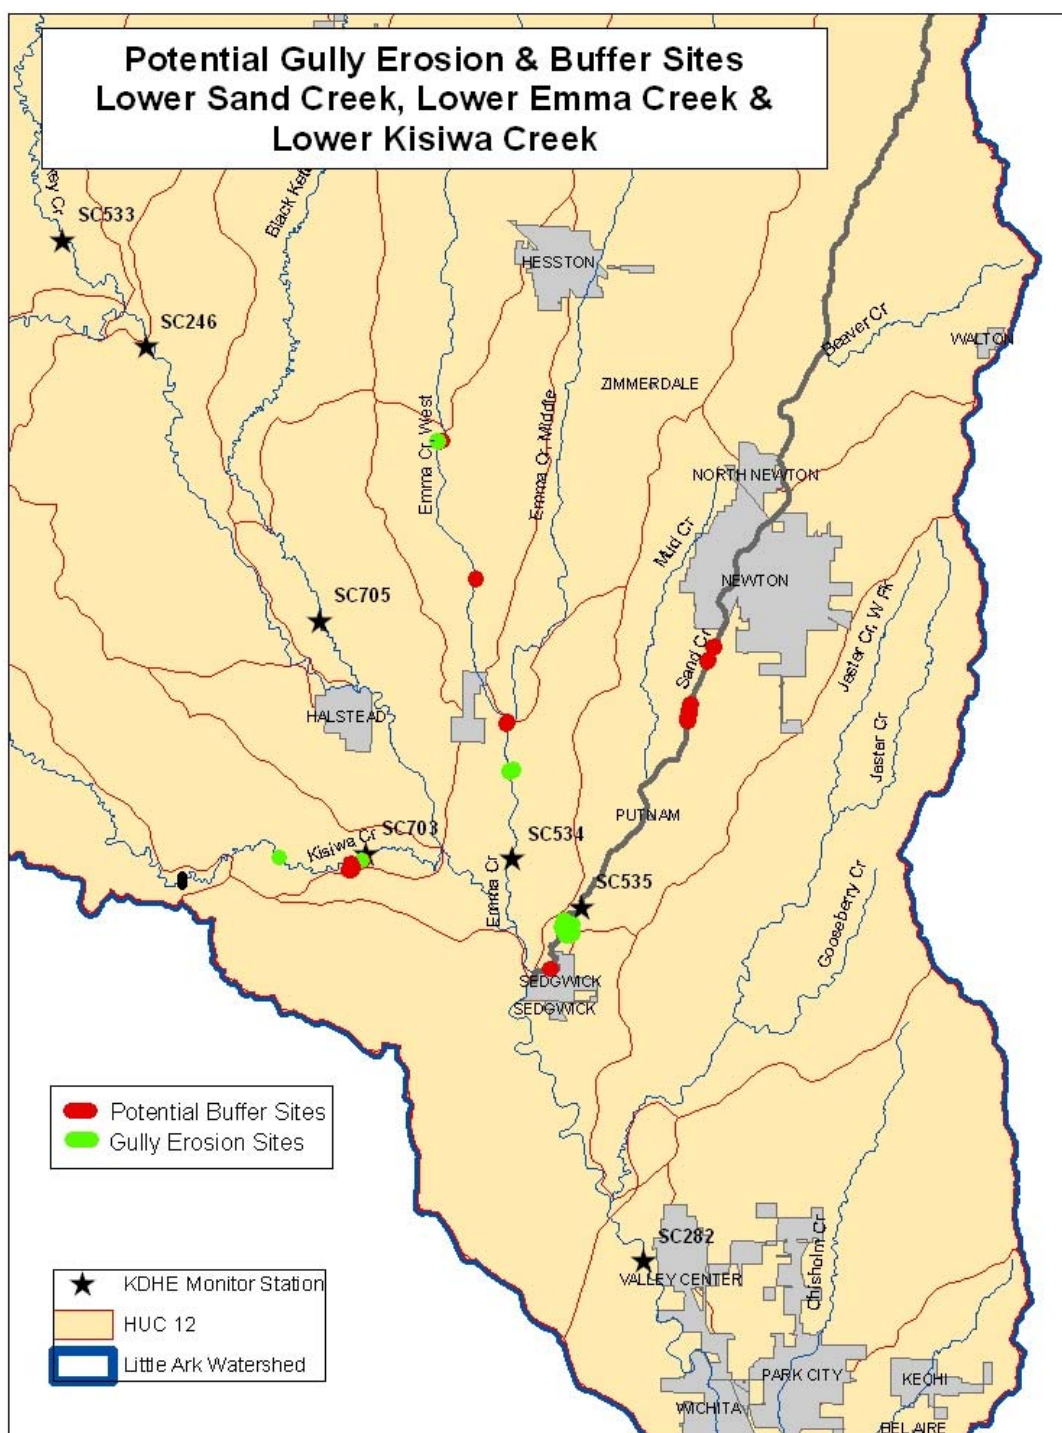 Potential Gully Erosion & Buffer Sites
Lower Sand Creek, Lower Emma Creek &
Lower Kisiwa Creek
ey Cr
SC533
Black Ket
HESSTON
SC246
Beaver Cr
WALTON
ZIMMERDALE
Emma Cr, West
Emma Cr, Middle
NORTH NEWTON
Mud Cr
NEWTON
SC705
Jester Cr, W Fk
Sand Cr
HALSTEAD
Jester Cr
PUTNAM
SC703
Kisiwa Cr
SC534
SC535
Emma Cr
Gooseberry Cr
SEDGWICK
SEDGWICK
Potential Buffer Sites
Gully Erosion Sites
SC282
VALLEY CENTER
Chisholm Cr
KDHE Monitor Station
HUC 12
Little Ark Watershed
PARK CITY
KECHI
WICHITA
BEL AIRE